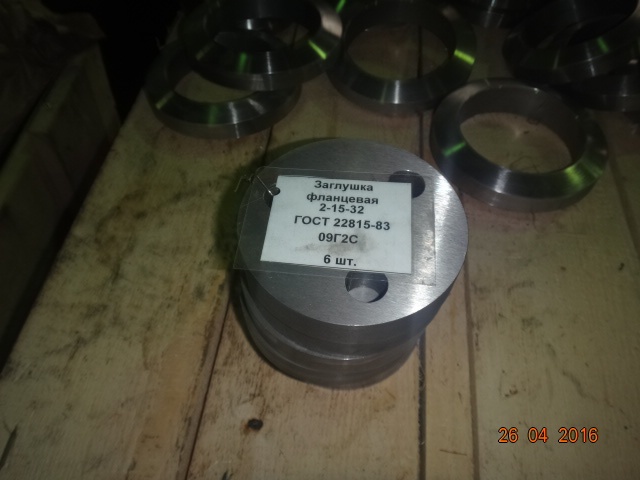 Заглушка
фланцевая
2-15-32
ГОСТ 22815-83
09Г2С
6 шт.
26 04 2016